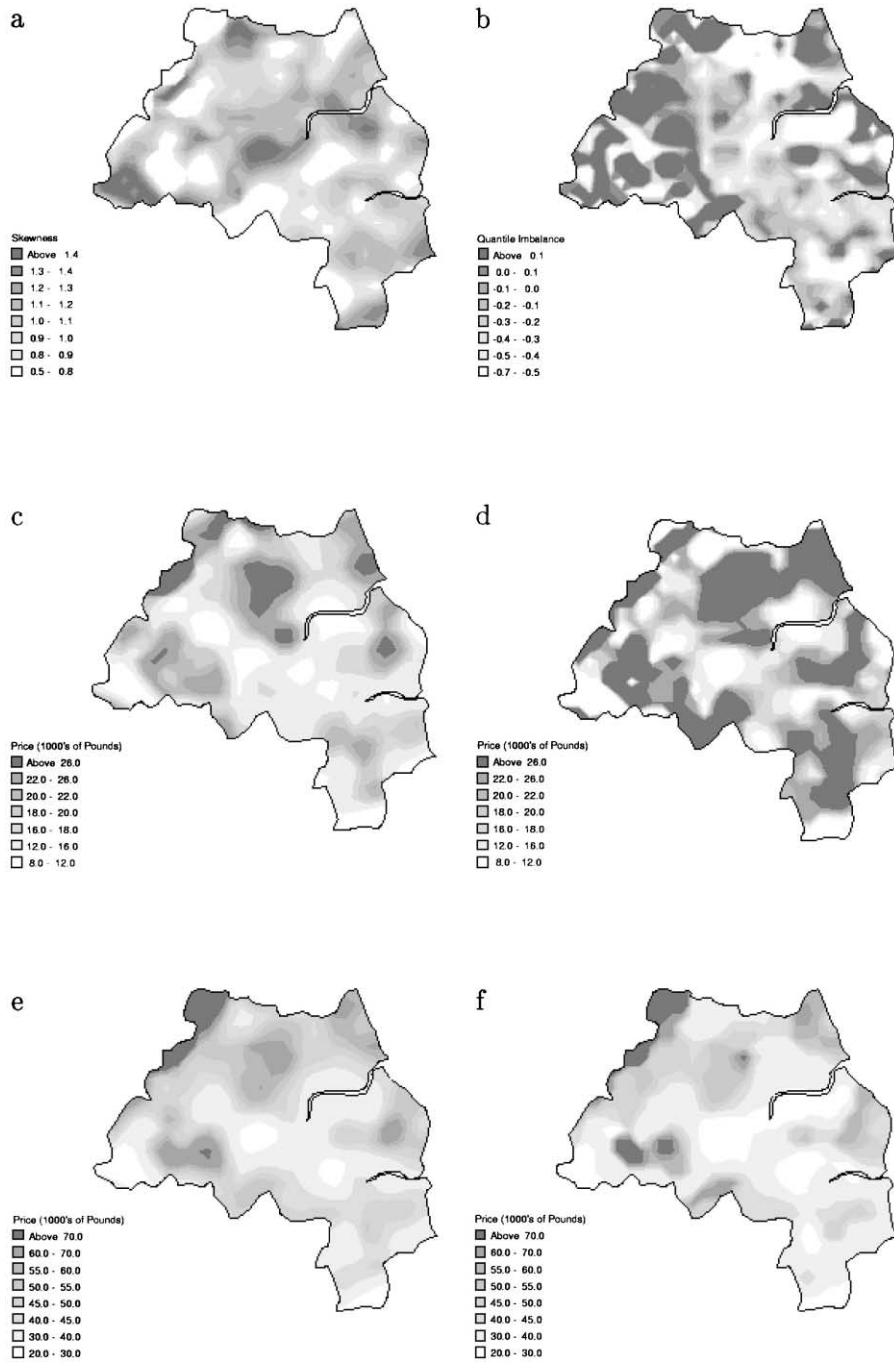 a
Skewness
Above 1.4
1.3 - 1.4
1.2 - 1.3
1.1 - 1.2
1.0 - 1.1
0.9 - 1.0
0.8 - 0.9
0.5 - 0.8
b
Quantile Imbalance
Above 0.1
0.0 - 0.1
-0.1 - 0.0
-0.2 - -0.1
-0.3 - -0.2
-0.4 - -0.3
-0.5 - -0.4
-0.7 - -0.5
c
Price (1000's of Pounds)
Above 26.0
22.0 - 26.0
20.0 - 22.0
18.0 - 20.0
16.0 - 18.0
12.0 - 16.0
8.0 - 12.0
d
Price (1000's of Pounds)
Above 26.0
22.0 - 26.0
20.0 - 22.0
18.0 - 20.0
16.0 - 18.0
12.0 - 16.0
8.0 - 12.0
e
Price (1000's of Pounds)
Above 70.0
60.0 - 70.0
55.0 - 60.0
50.0 - 55.0
45.0 - 50.0
40.0 - 45.0
30.0 - 40.0
20.0 - 30.0
f
Price (1000's of Pounds)
Above 70.0
60.0 - 70.0
55.0 - 60.0
50.0 - 55.0
45.0 - 50.0
40.0 - 45.0
30.0 - 40.0
20.0 - 30.0